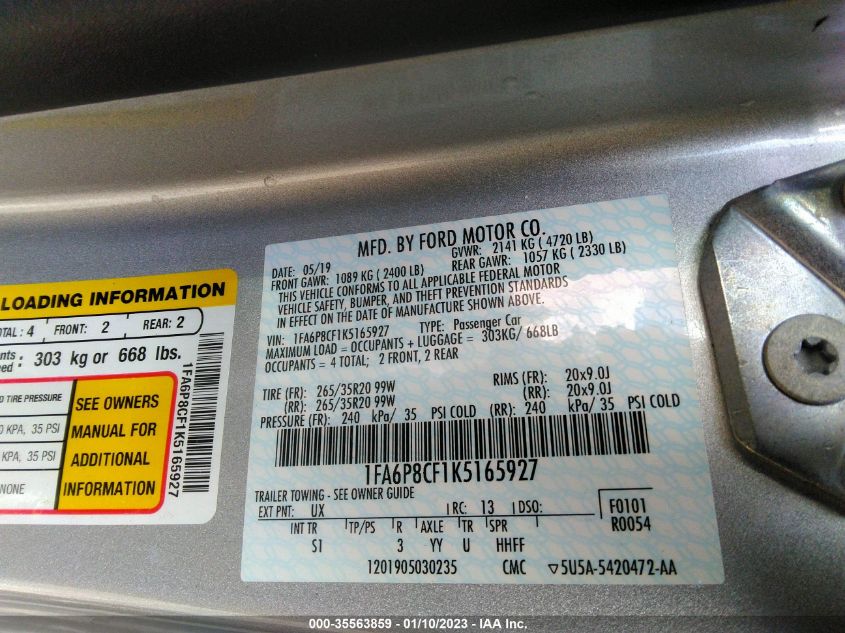 MFD. BY FORD MOTOR CO.
DATE: 05/19 GVWR: 2141 KG ( 4720 LB)
FRONT GAWR: 1089 KG ( 2400 LB) REAR GAWR: 1057 KG ( 2330 LB)
THIS VEHICLE CONFORMS TO ALL APPLICABLE FEDERAL MOTOR
VEHICLE SAFETY, BUMPER, AND THEFT PREVENTION STANDARDS
IN EFFECT ON THE DATE OF MANUFACTURE SHOWN ABOVE.
VIN: 1FA6P8CF1K5165927 TYPE: Passenger Car
MAXIMUM LOAD = OCCUPANTS + LUGGAGE = 303KG/ 668LB
OCCUPANTS = 4 TOTAL; 2 FRONT, 2 REAR
TIRE (FR): 265/35R20 99W RIMS (FR): 20x9.0J
(RR): 265/35R20 99W (RR): 20x9.0J
PRESSURE (FR): 240 kPa/ 35 PSI COLD (RR): 240 kPa/ 35 PSI COLD
1FA6P8CF1K5165927
TRAILER TOWING - SEE OWNER GUIDE
EXT PNT: UX RC: 13 DSO: F0101
INT TR TP/PS R AXLE TR SPR R0054
S1 3 YY U HHFF
1201905030235 CMC ▽5U5A-5420472-AA
LOADING INFORMATION
TOTAL : 4 FRONT: 2 REAR: 2
303 kg or 668 lbs.
TIRE PRESSURE
KPA, 35 PSI
KPA, 35 PSI
NONE
SEE OWNERS
MANUAL FOR
ADDITIONAL
INFORMATION
1FA6P8CF1K5165927
000-35563859 - 01/10/2023 - IAA Inc.